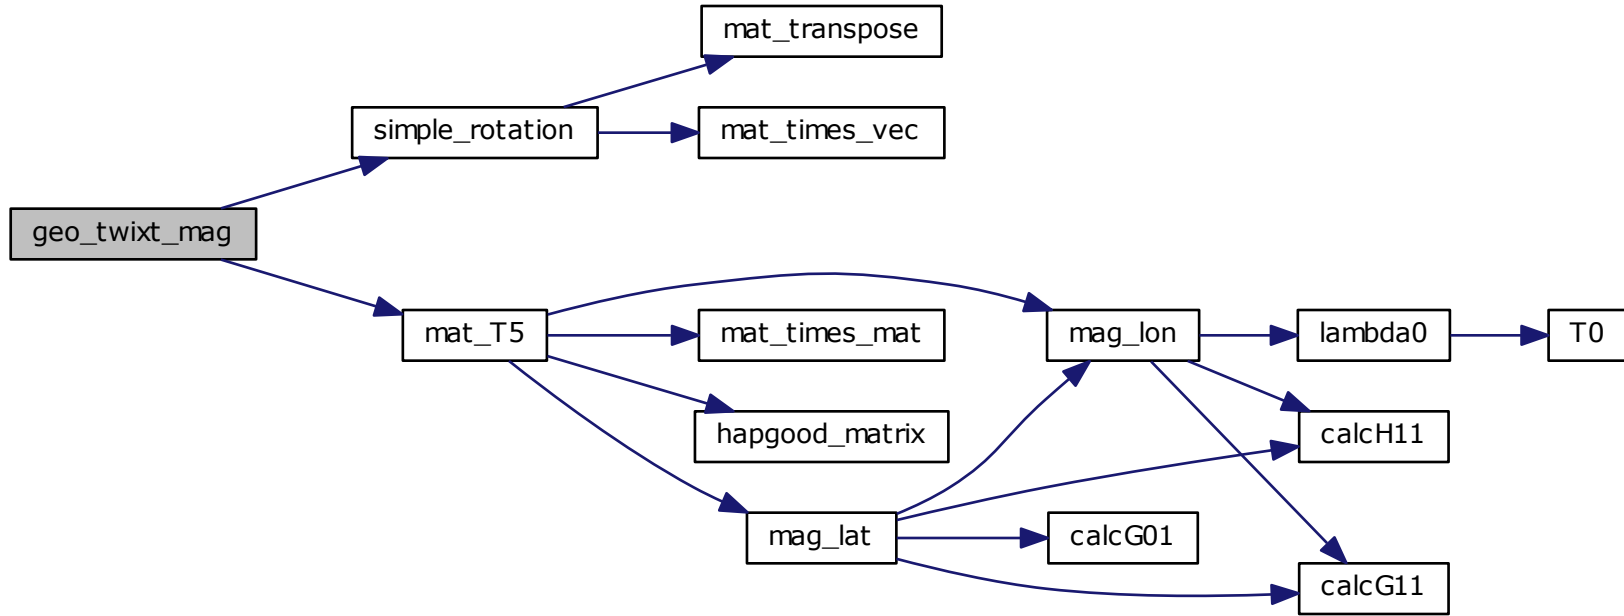 mat_transpose
simple_rotation
mat_times_vec
geo_twixt_mag
mat_T5
mat_times_mat
mag_lon
lambda0
T0
hapgood_matrix
calcH11
mag_lat
calcG01
calcG11